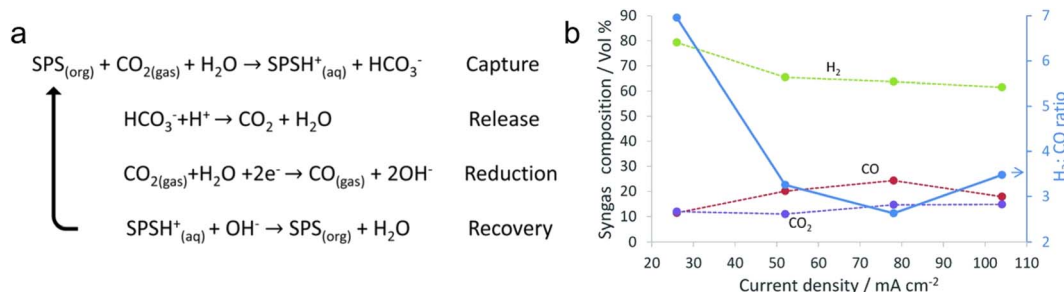 a
SPS(org) + CO2(gas) + H2O → SPSH+(aq) + HCO3- Capture
HCO3-+H+ → CO2 + H2O Release
CO2(gas)+H2O +2e-→ CO(gas) + 2OH- Reduction
SPSH+(aq) + OH- → SPS(org) + H2O Recovery
b
Syngas composition / Vol %
90
80
70
60
50
40
30
20
10
0
H2
CO
CO2
7
6
5
4
3
2
H2: CO ratio
20 30 40 50 60 70 80 90 100 110
Current density / mA cm-2